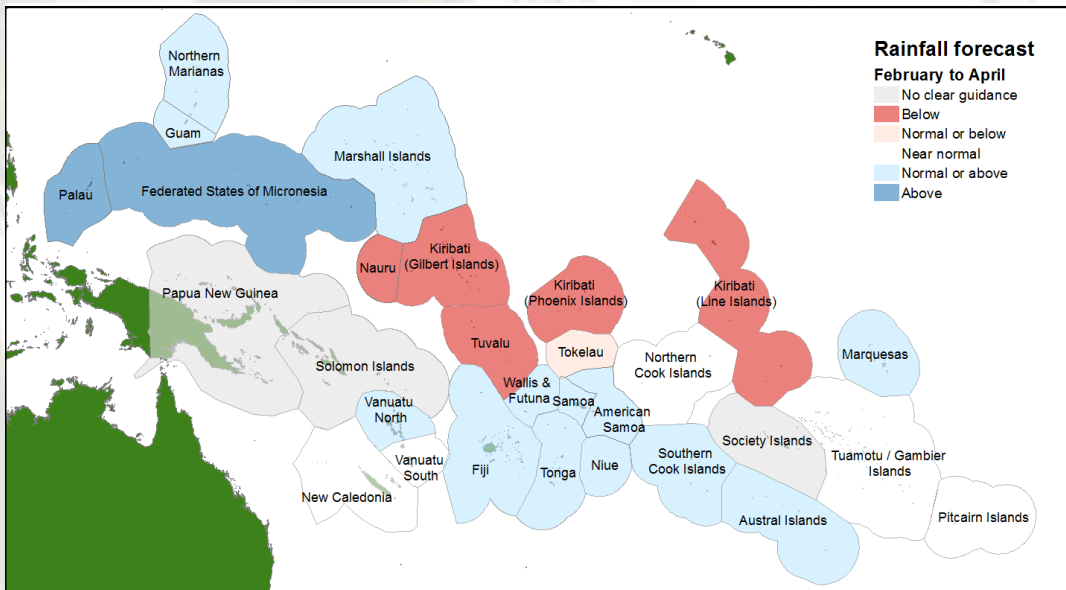 Rainfall forecast
February to April
No clear guidance
Below
Normal or below
Near normal
Normal or above
Above
Northern
Marianas
Guam
Marshall Islands
Palau
Federated States of Micronesia
Nauru
Kiribati
(Gilbert Islands)
Kiribati
(Phoenix Islands)
Kiribati
(Line Islands)
Papua New Guinea
Tuvalu
Tokelau
Northern
Cook Islands
Marquesas
Solomon Islands
Wallis &
Futuna
Samoa
American
Samoa
Vanuatu
North
Vanuatu
South
Fiji
Tonga
Niue
Southern
Cook Islands
Society Islands
Tuamotu / Gambier
Islands
New Caledonia
Austral Islands
Pitcairn Islands